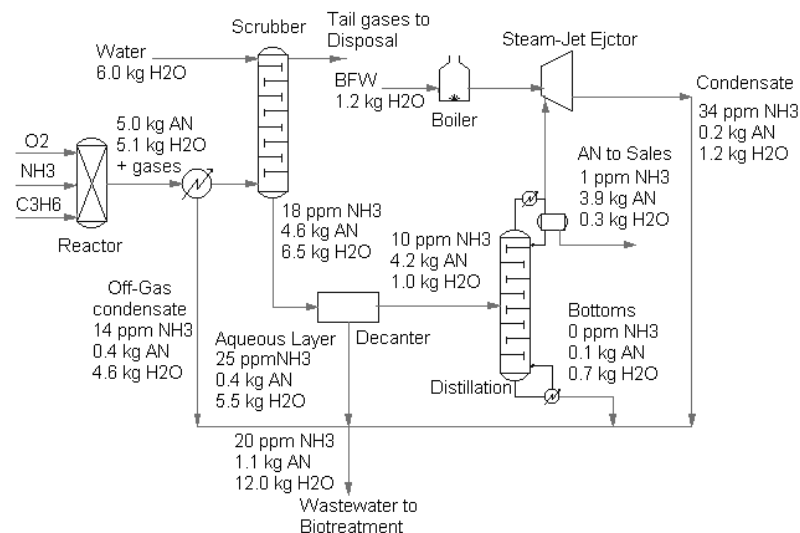 Scrubber
Tail gases to
Disposal
Steam-Jet Ejctor
Water
6.0 kg H2O
BFW
1.2 kg H2O
Boiler
Condensate
34 ppm NH3
0.2 kg AN
1.2 kg H2O
O2
NH3
C3H6
Reactor
5.0 kg AN
5.1 kg H2O
+ gases
AN to Sales
1 ppm NH3
3.9 kg AN
0.3 kg H2O
18 ppm NH3
4.6 kg AN
6.5 kg H2O
10 ppm NH3
4.2 kg AN
1.0 kg H2O
Off-Gas
condensate
14 ppm NH3
0.4 kg AN
4.6 kg H2O
Aqueous Layer
25 ppmNH3
0.4 kg AN
5.5 kg H2O
Decanter
Distillation
Bottoms
0 ppm NH3
0.1 kg AN
0.7 kg H2O
20 ppm NH3
1.1 kg AN
12.0 kg H2O
Wastewater to
Biotreatment